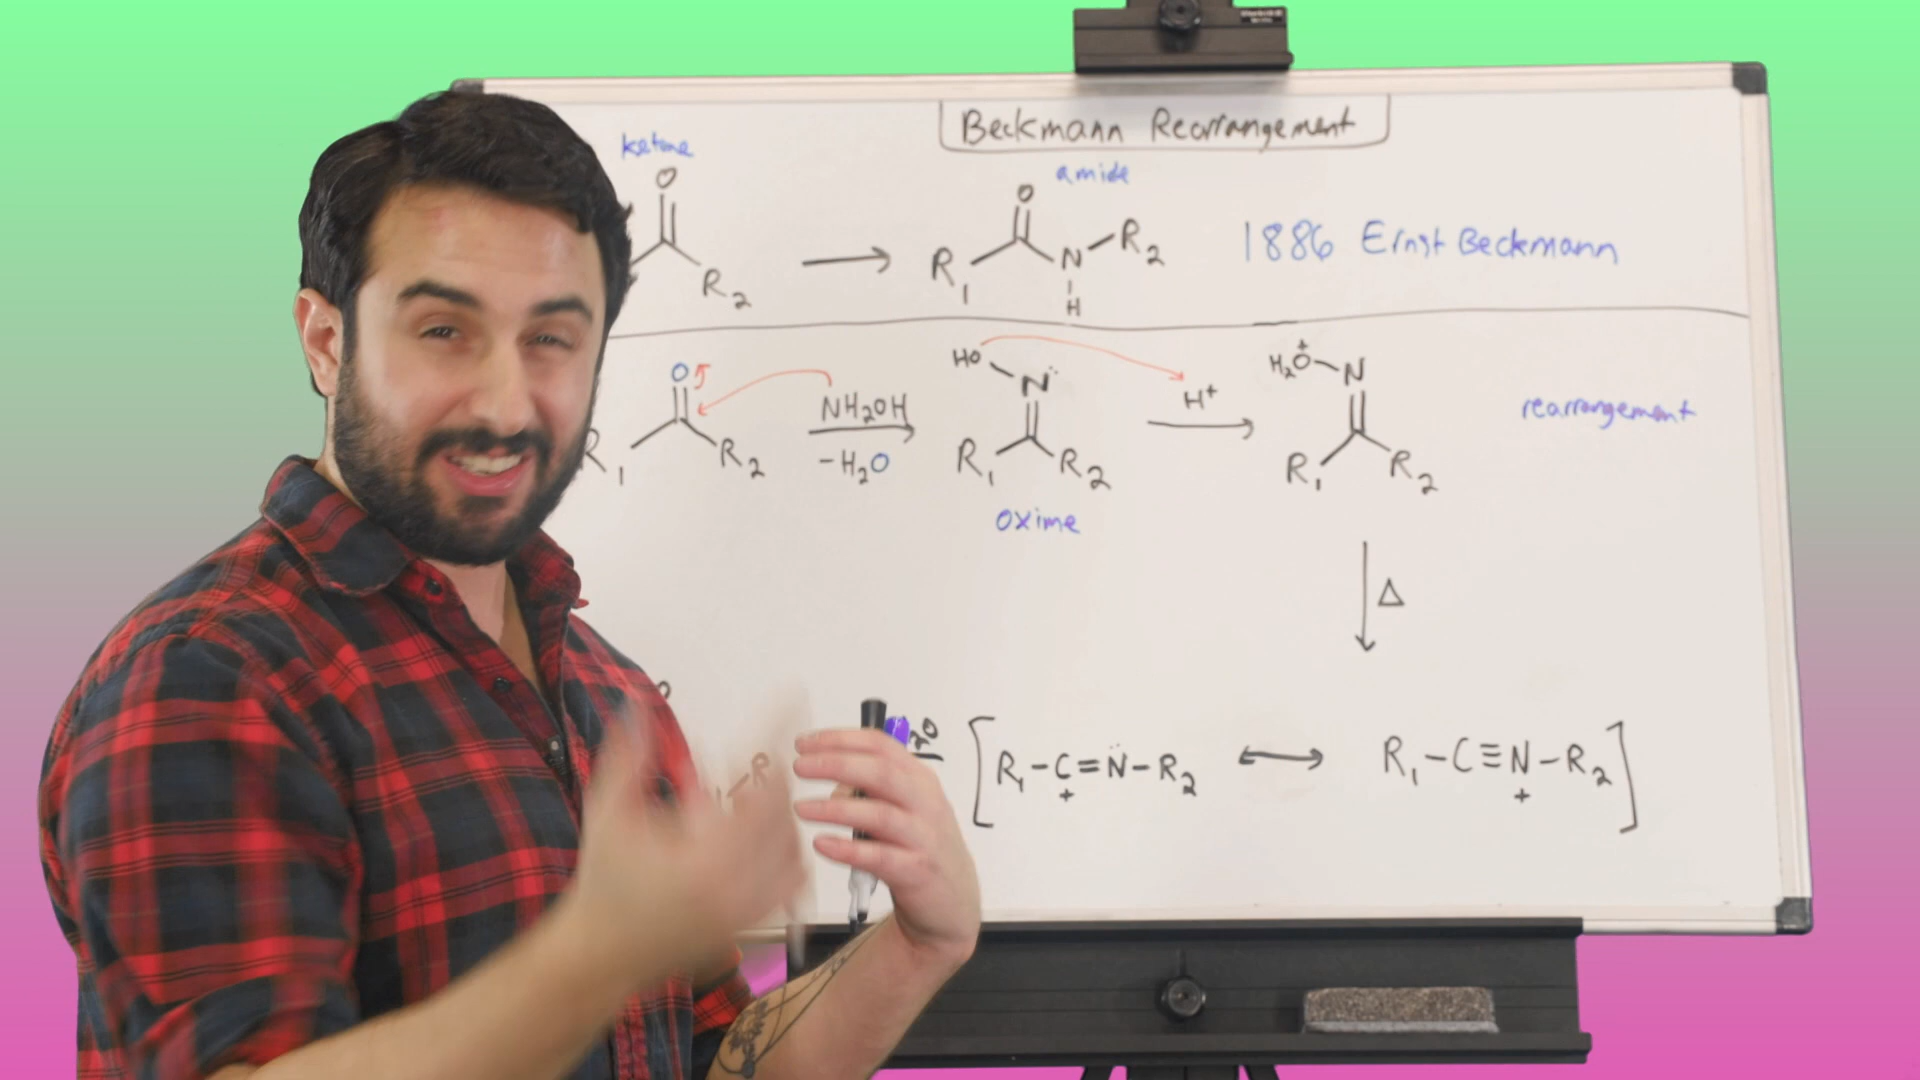 Beckmann Rearrangement
ketone
amide
O
O
R₁
N
R₂
R₂
H
1886 Ernst Beckmann
O
NH₂OH
-H₂O
R₁
R₂
HO
N̈
R₁
R₂
oxime
H⁺
H₂O⁺
N
R₁
R₂
rearrangement
Δ
[R₁-C⁺=N̈-R₂ ↔ R₁-C≡N⁺-R₂]